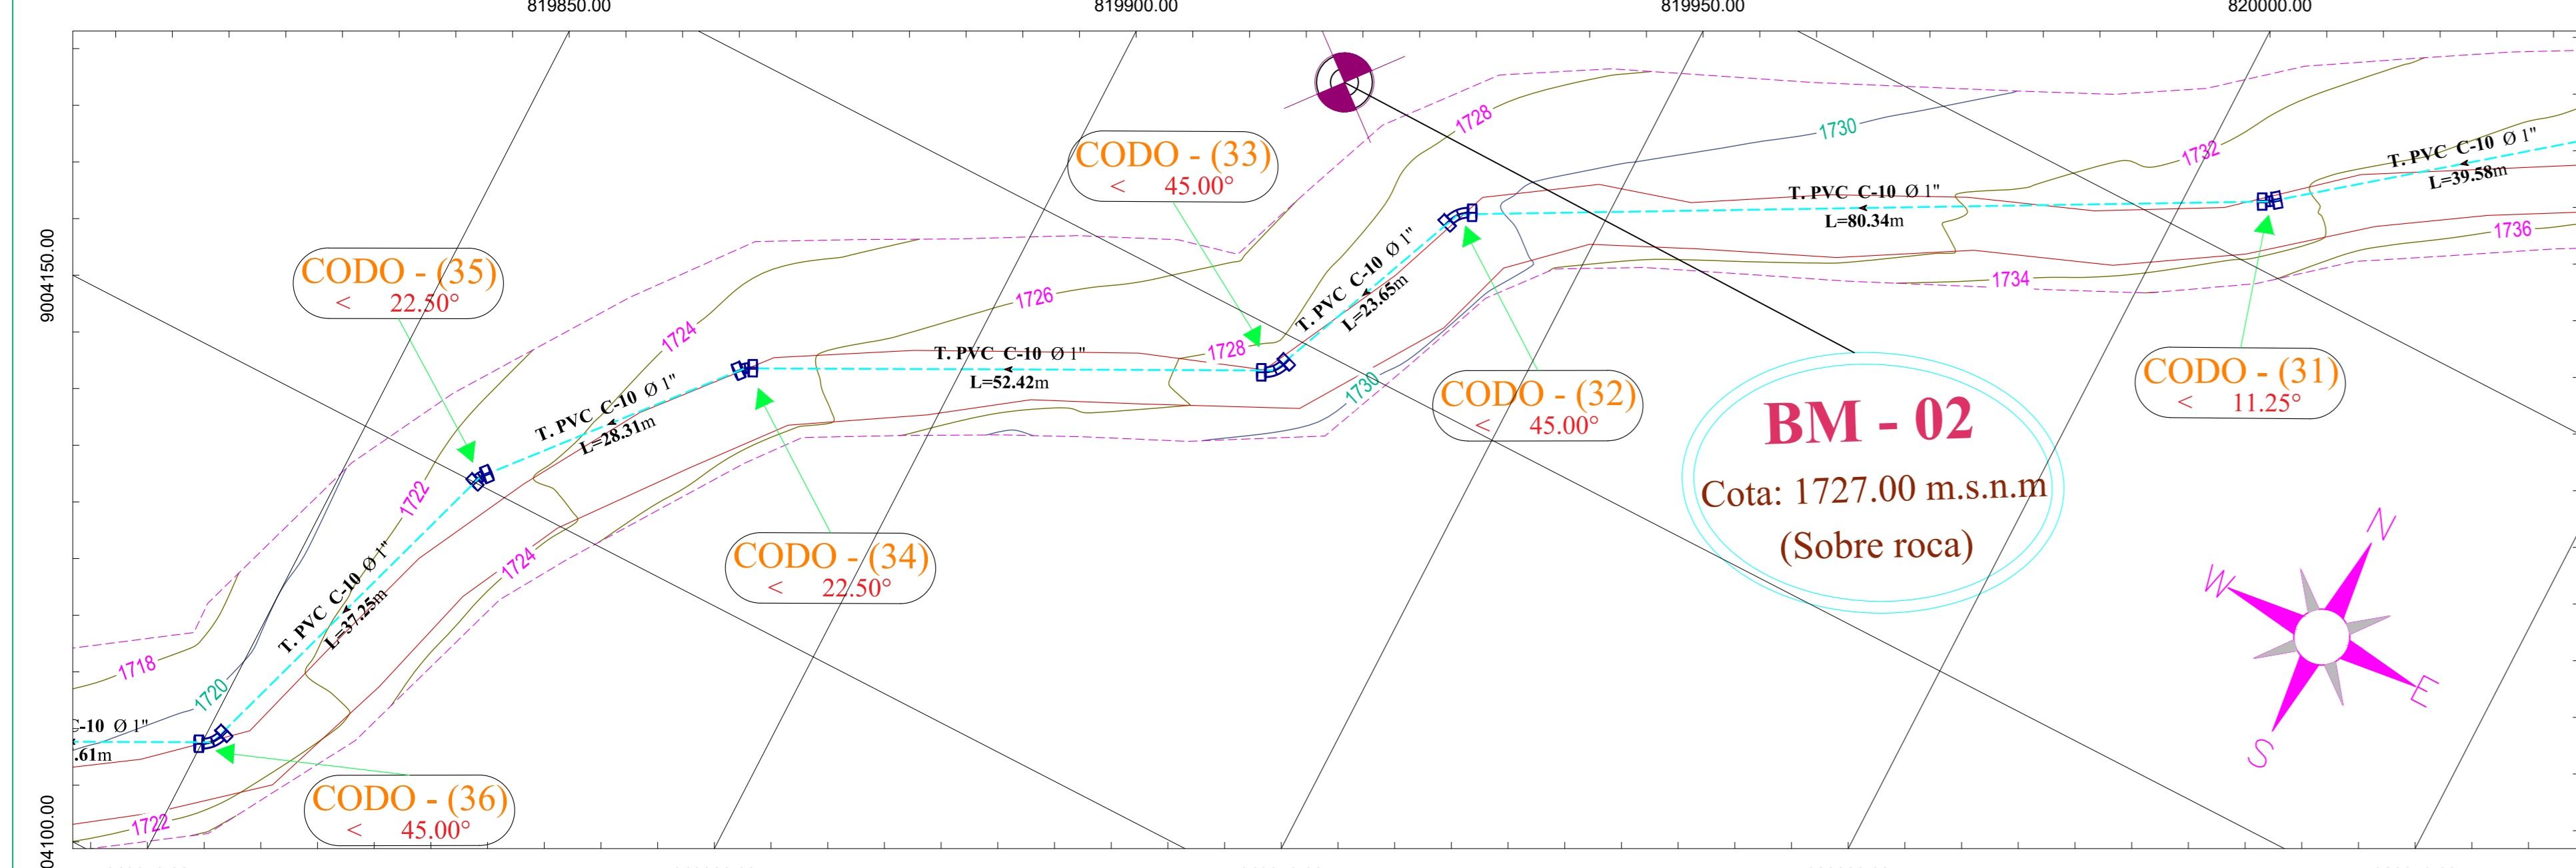 819850.00
819900.00
819950.00
820000.00
9004150.00
04100.00
CODO - (33)
< 45.00°
1728
1730
1732
T. PVC C-10 Ø 1"
L=39.58m
T. PVC C-10 Ø 1"
L=80.34m
1736
CODO - (35)
< 22.50°
1724
1726
T. PVC C-10 Ø 1"
L=23.65m
1734
1728
T. PVC C-10 Ø 1"
L=52.42m
1730
CODO - (32)
< 45.00°
CODO - (31)
< 11.25°
T. PVC C-10 Ø 1"
L=28.31m
BM - 02
Cota: 1727.00 m.s.n.m
(Sobre roca)
1722
1724
CODO - (34)
< 22.50°
T. PVC C-10 Ø 1"
L=37.25m
N
W
E
S
1718
1720
C-10 Ø 1"
.61m
1722
CODO - (36)
< 45.00°